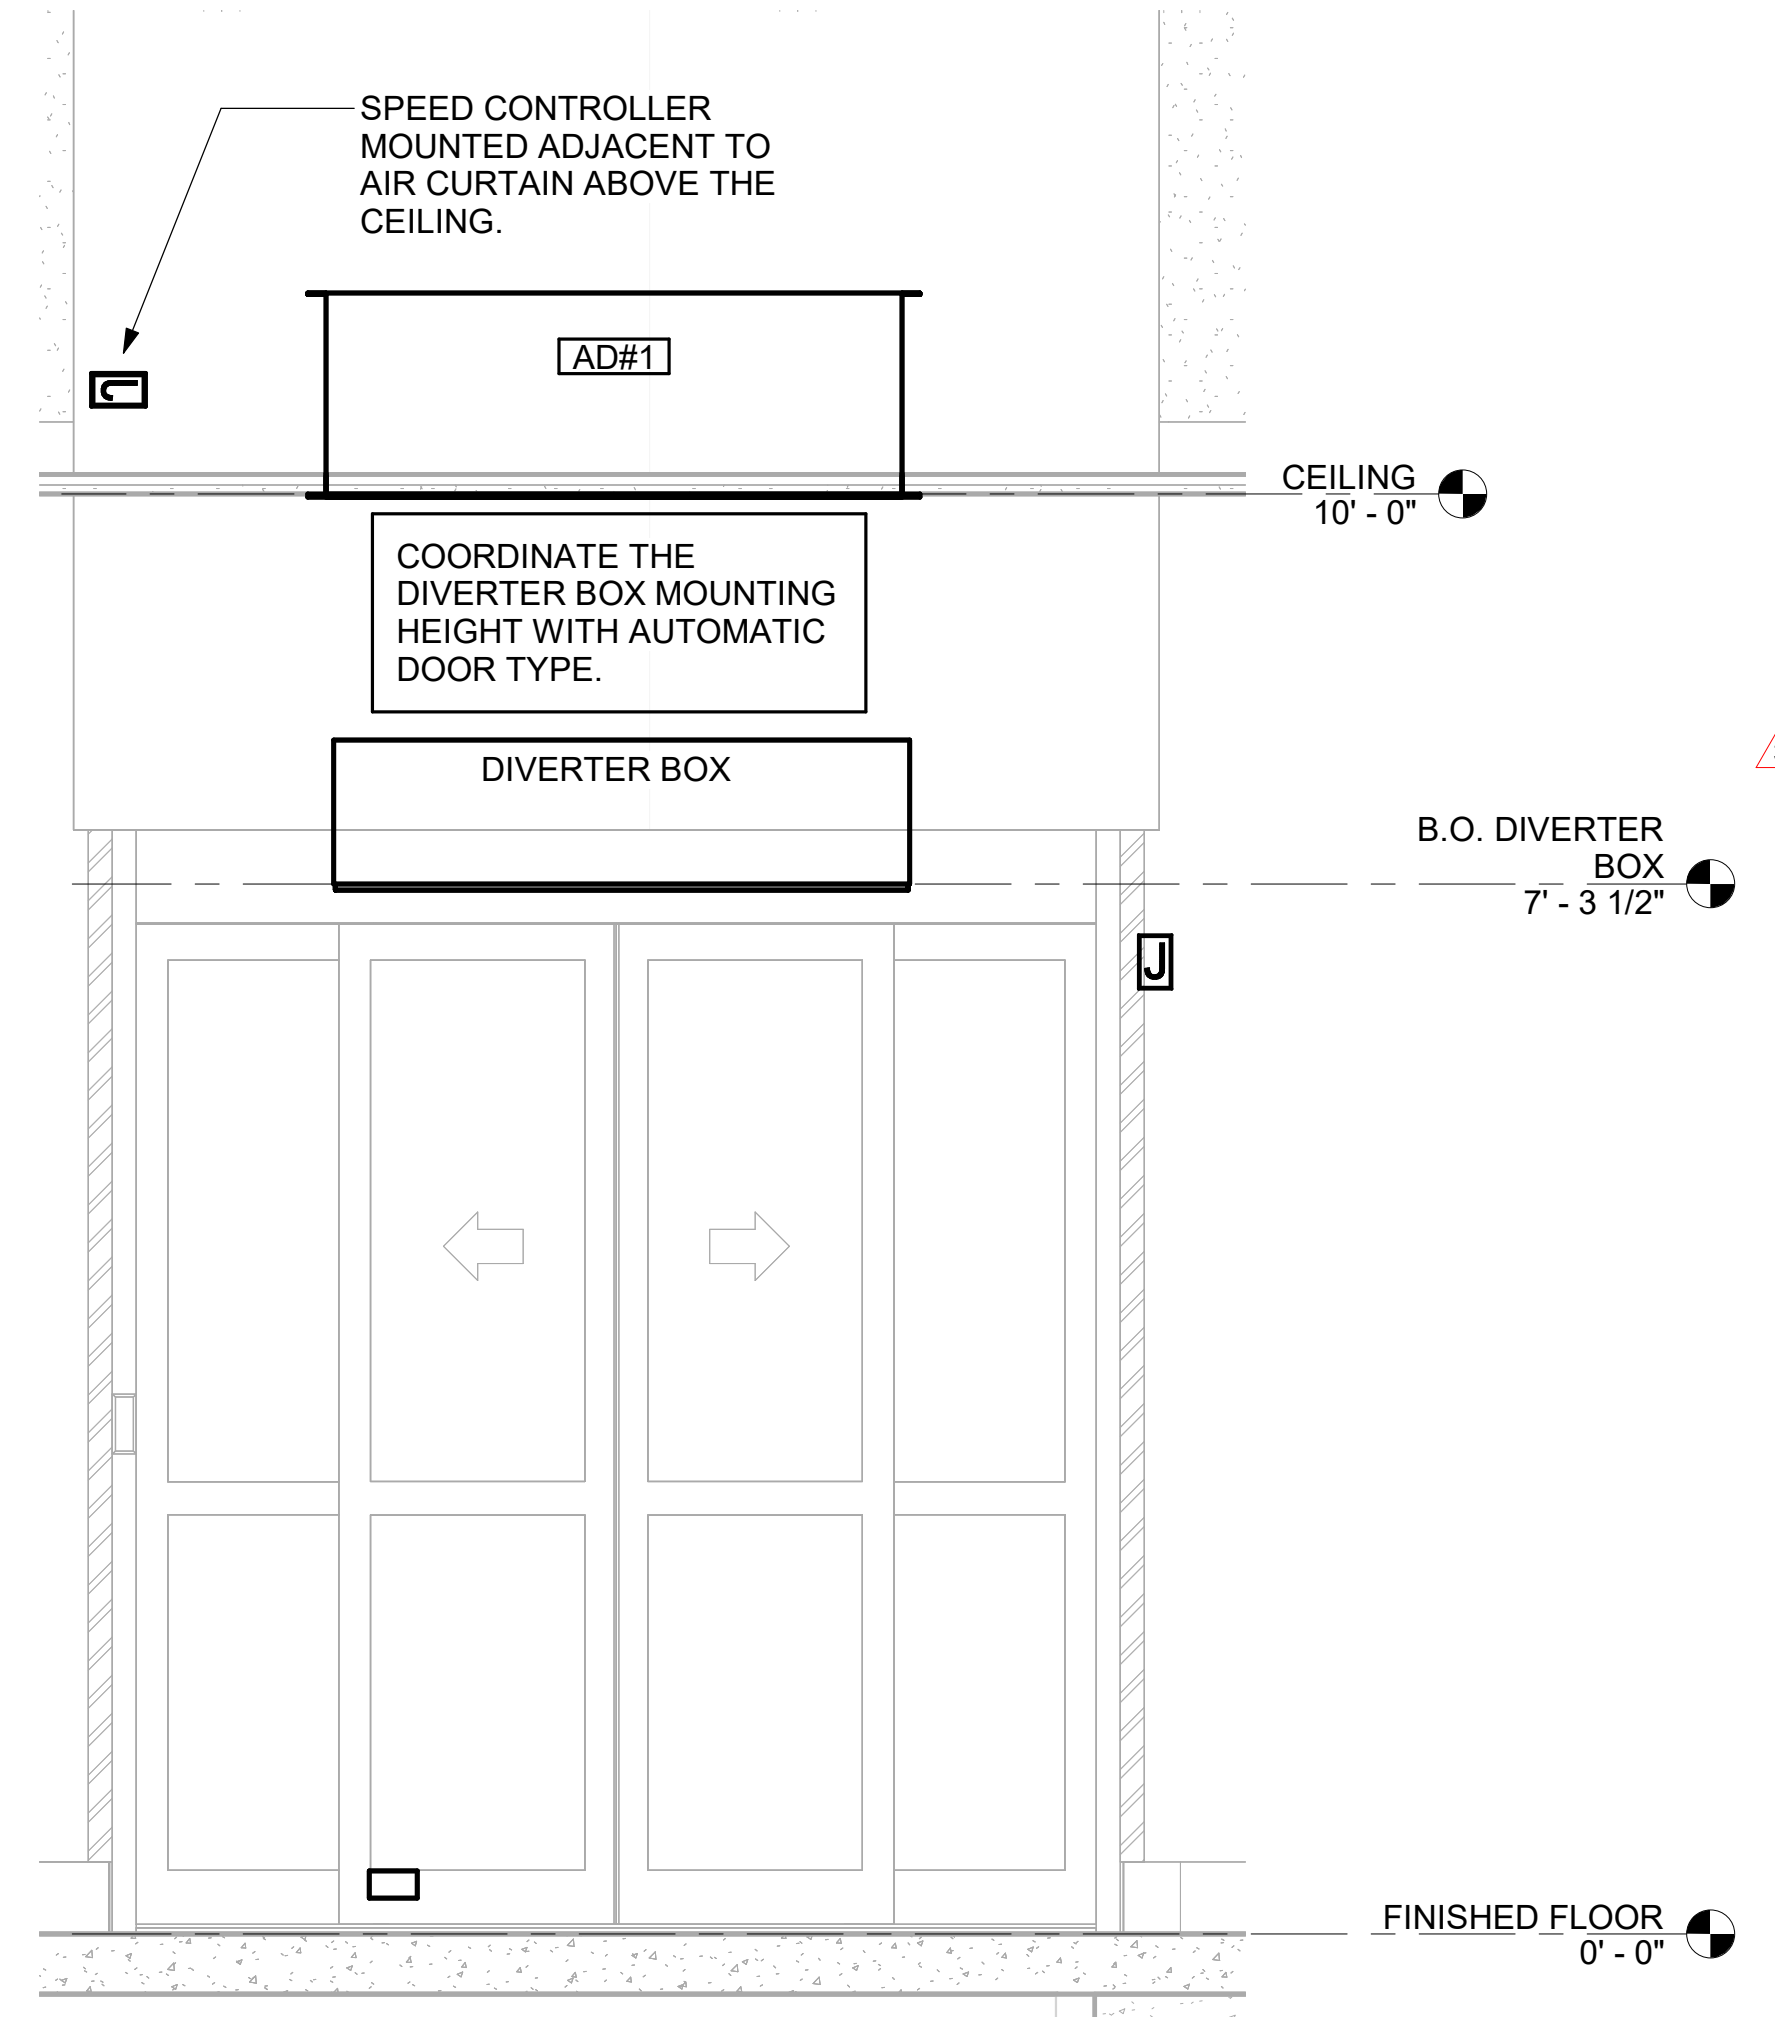 SPEED CONTROLLER
MOUNTED ADJACENT TO
AIR CURTAIN ABOVE THE
CEILING.
AD#1
J
CEILING
10' - 0"
COORDINATE THE
DIVERTER BOX MOUNTING
HEIGHT WITH AUTOMATIC
DOOR TYPE.
DIVERTER BOX
B.O. DIVERTER
BOX
7' - 3 1/2"
J
FINISHED FLOOR
0' - 0"